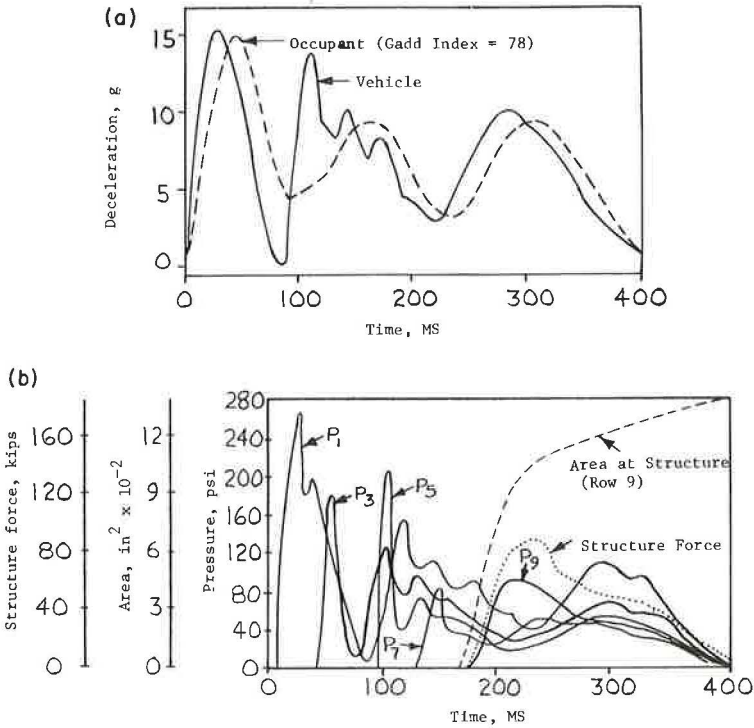 (a)
15
10
5
0
Deceleration, g
Occupant (Gadd Index = 78)
Vehicle
0 100 200 300 400
Time, MS
(b)
Structure force, kips
160
120
80
40
0
Area, in² x 10⁻²
12
9
6
3
0
Pressure, psi
280
240
200
160
120
80
40
0
P₁
P₃
P₅
P₇
P₉
Area at Structure
(Row 9)
Structure Force
0 100 200 300 400
Time, MS